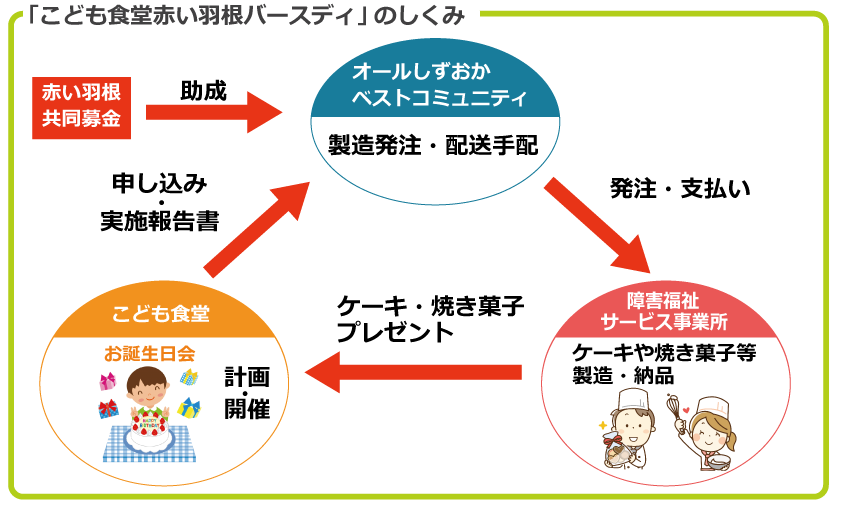 「こども食堂赤い羽根バースディ」のしくみ
赤い羽根
共同募金
助成
オールしずおか
ベストコミュニティ
製造発注・配送手配
申し込み
・
実施報告書
発注・支払い
こども食堂
お誕生日会
計画
・
開催
ケーキ・焼き菓子
プレゼント
障害福祉
サービス事業所
ケーキや焼き菓子等
製造・納品
HAPPY
BIRTHDAY